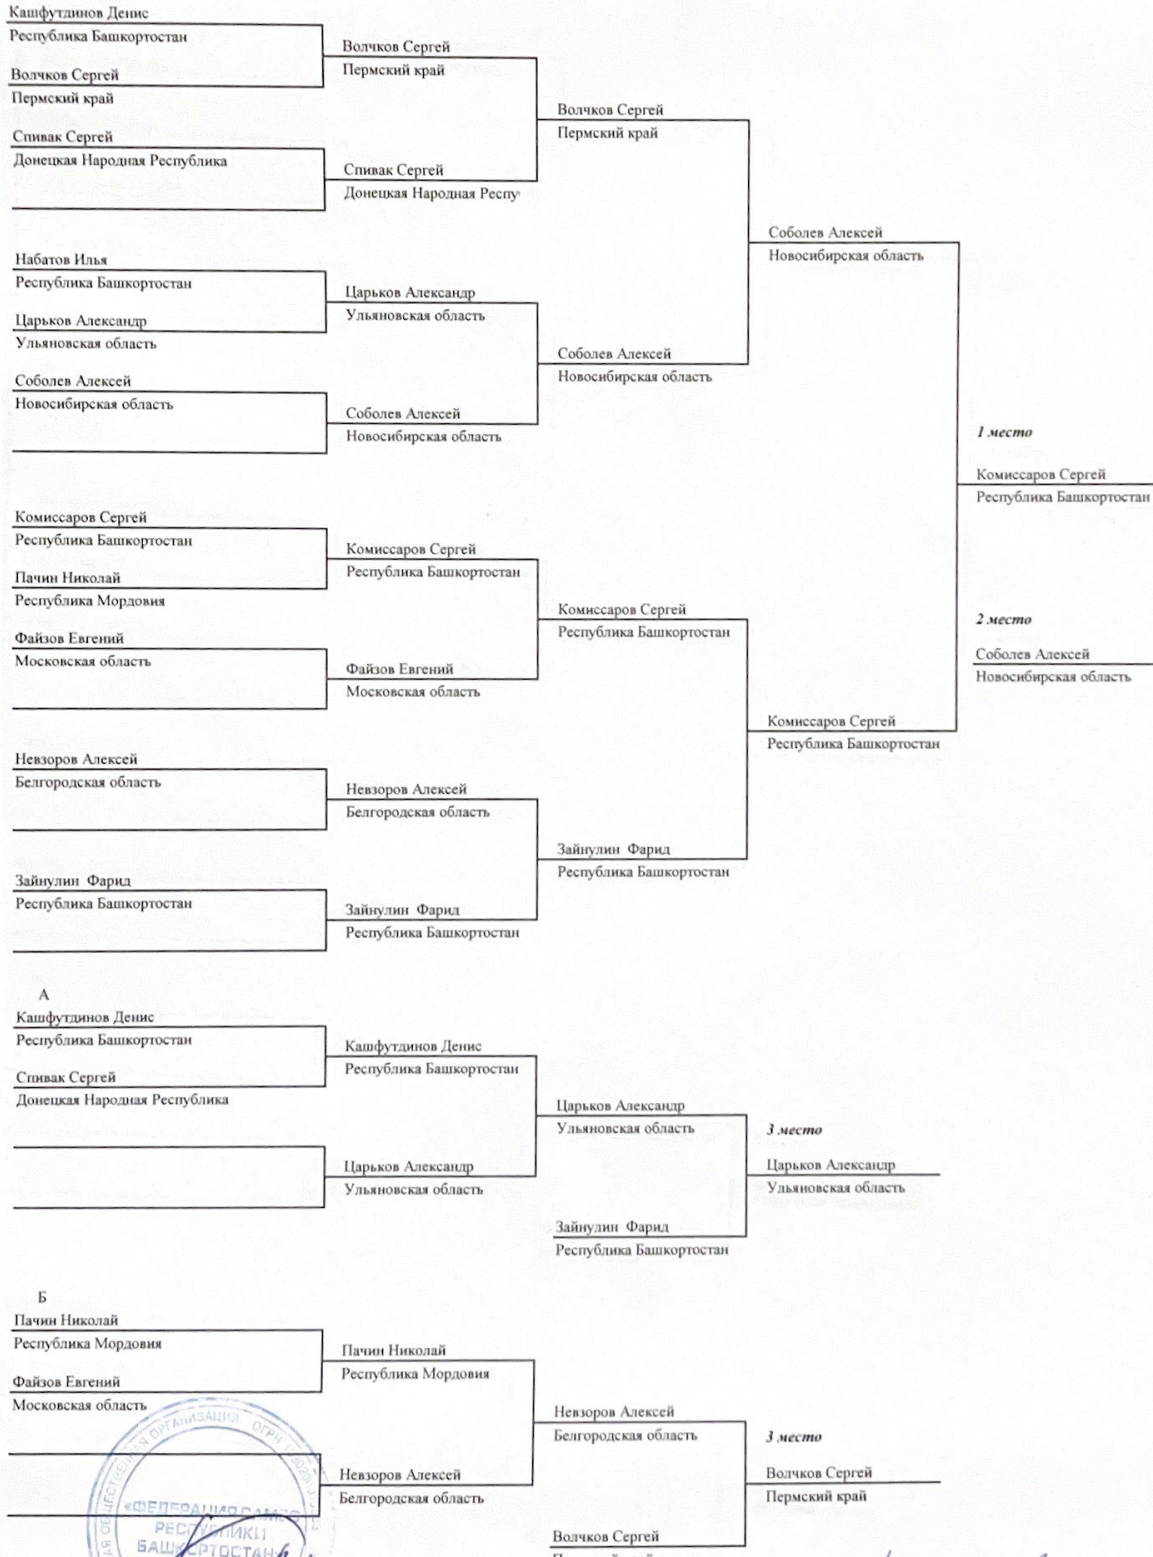 Кашфутдинов Денис
Республика Башкортостан
Волчков Сергей
Пермский край
Спивак Сергей
Донецкая Народная Республика
Набатов Илья
Республика Башкортостан
Царьков Александр
Ульяновская область
Соболев Алексей
Новосибирская область
Комиссаров Сергей
Республика Башкортостан
Пачин Николай
Республика Мордовия
Файзов Евгений
Московская область
Невзоров Алексей
Белгородская область
Зайнулин Фарид
Республика Башкортостан
Волчков Сергей
Пермский край
Спивак Сергей
Донецкая Народная Респу
Царьков Александр
Ульяновская область
Соболев Алексей
Новосибирская область
Комиссаров Сергей
Республика Башкортостан
Файзов Евгений
Московская область
Невзоров Алексей
Белгородская область
Зайнулин Фарид
Республика Башкортостан
Волчков Сергей
Пермский край
Соболев Алексей
Новосибирская область
Комиссаров Сергей
Республика Башкортостан
Зайнулин Фарид
Республика Башкортостан
Соболев Алексей
Новосибирская область
Комиссаров Сергей
Республика Башкортостан
1 место
Комиссаров Сергей
Республика Башкортостан
2 место
Соболев Алексей
Новосибирская область
А
Кашфутдинов Денис
Республика Башкортостан
Спивак Сергей
Донецкая Народная Республика
Кашфутдинов Денис
Республика Башкортостан
Царьков Александр
Ульяновская область
Царьков Александр
Ульяновская область
Зайнулин Фарид
Республика Башкортостан
3 место
Царьков Александр
Ульяновская область
Б
Пачин Николай
Республика Мордовия
Файзов Евгений
Московская область
Пачин Николай
Республика Мордовия
Невзоров Алексей
Белгородская область
Невзоров Алексей
Белгородская область
Волчков Сергей
3 место
Волчков Сергей
Пермский край
ОБЩЕСТВЕННАЯ ОРГАНИЗАЦИЯ ОГРН
«ФЕДЕРАЦИЯ САМБО
РЕСПУБЛИКИ
БАШКОРТОСТАН»